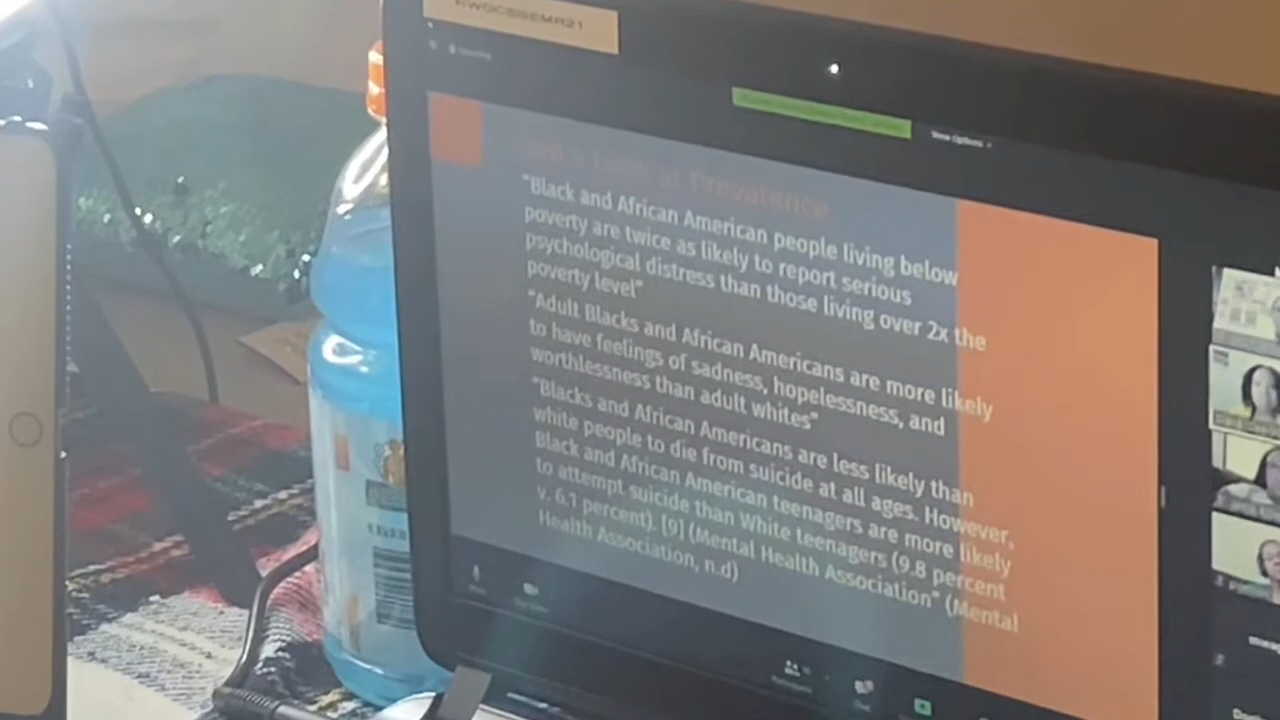 View Options
Prevalence
"Black and African American people living below
poverty are twice as likely to report serious
psychological distress than those living over 2x the
poverty level"
"Adult Blacks and African Americans are more likely
to have feelings of sadness, hopelessness, and
worthlessness than adult whites"
"Blacks and African Americans are less likely than
white people to die from suicide at all ages. However,
Black and African American teenagers are more likely
to attempt suicide than White teenagers (9.8 percent
v. 6.1 percent). [9] (Mental Health Association" (Mental
Health Association, n.d)